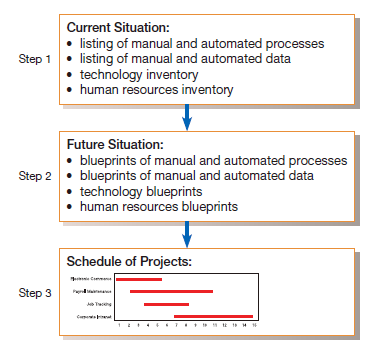 Current Situation:
• listing of manual and automated processes
Step 1
• listing of manual and automated data
• technology inventory
• human resources inventory
Future Situation:
• blueprints of manual and automated processes
Step 2
• blueprints of manual and automated data
• technology blueprints
• human resources blueprints
Schedule of Projects:
Electronic Commerce
Payroll Maintenance
Step 3
Job Tracking
Corporate Intranet
1 2 3 4 5 6 7 8 9 10 11 12 13 14 15